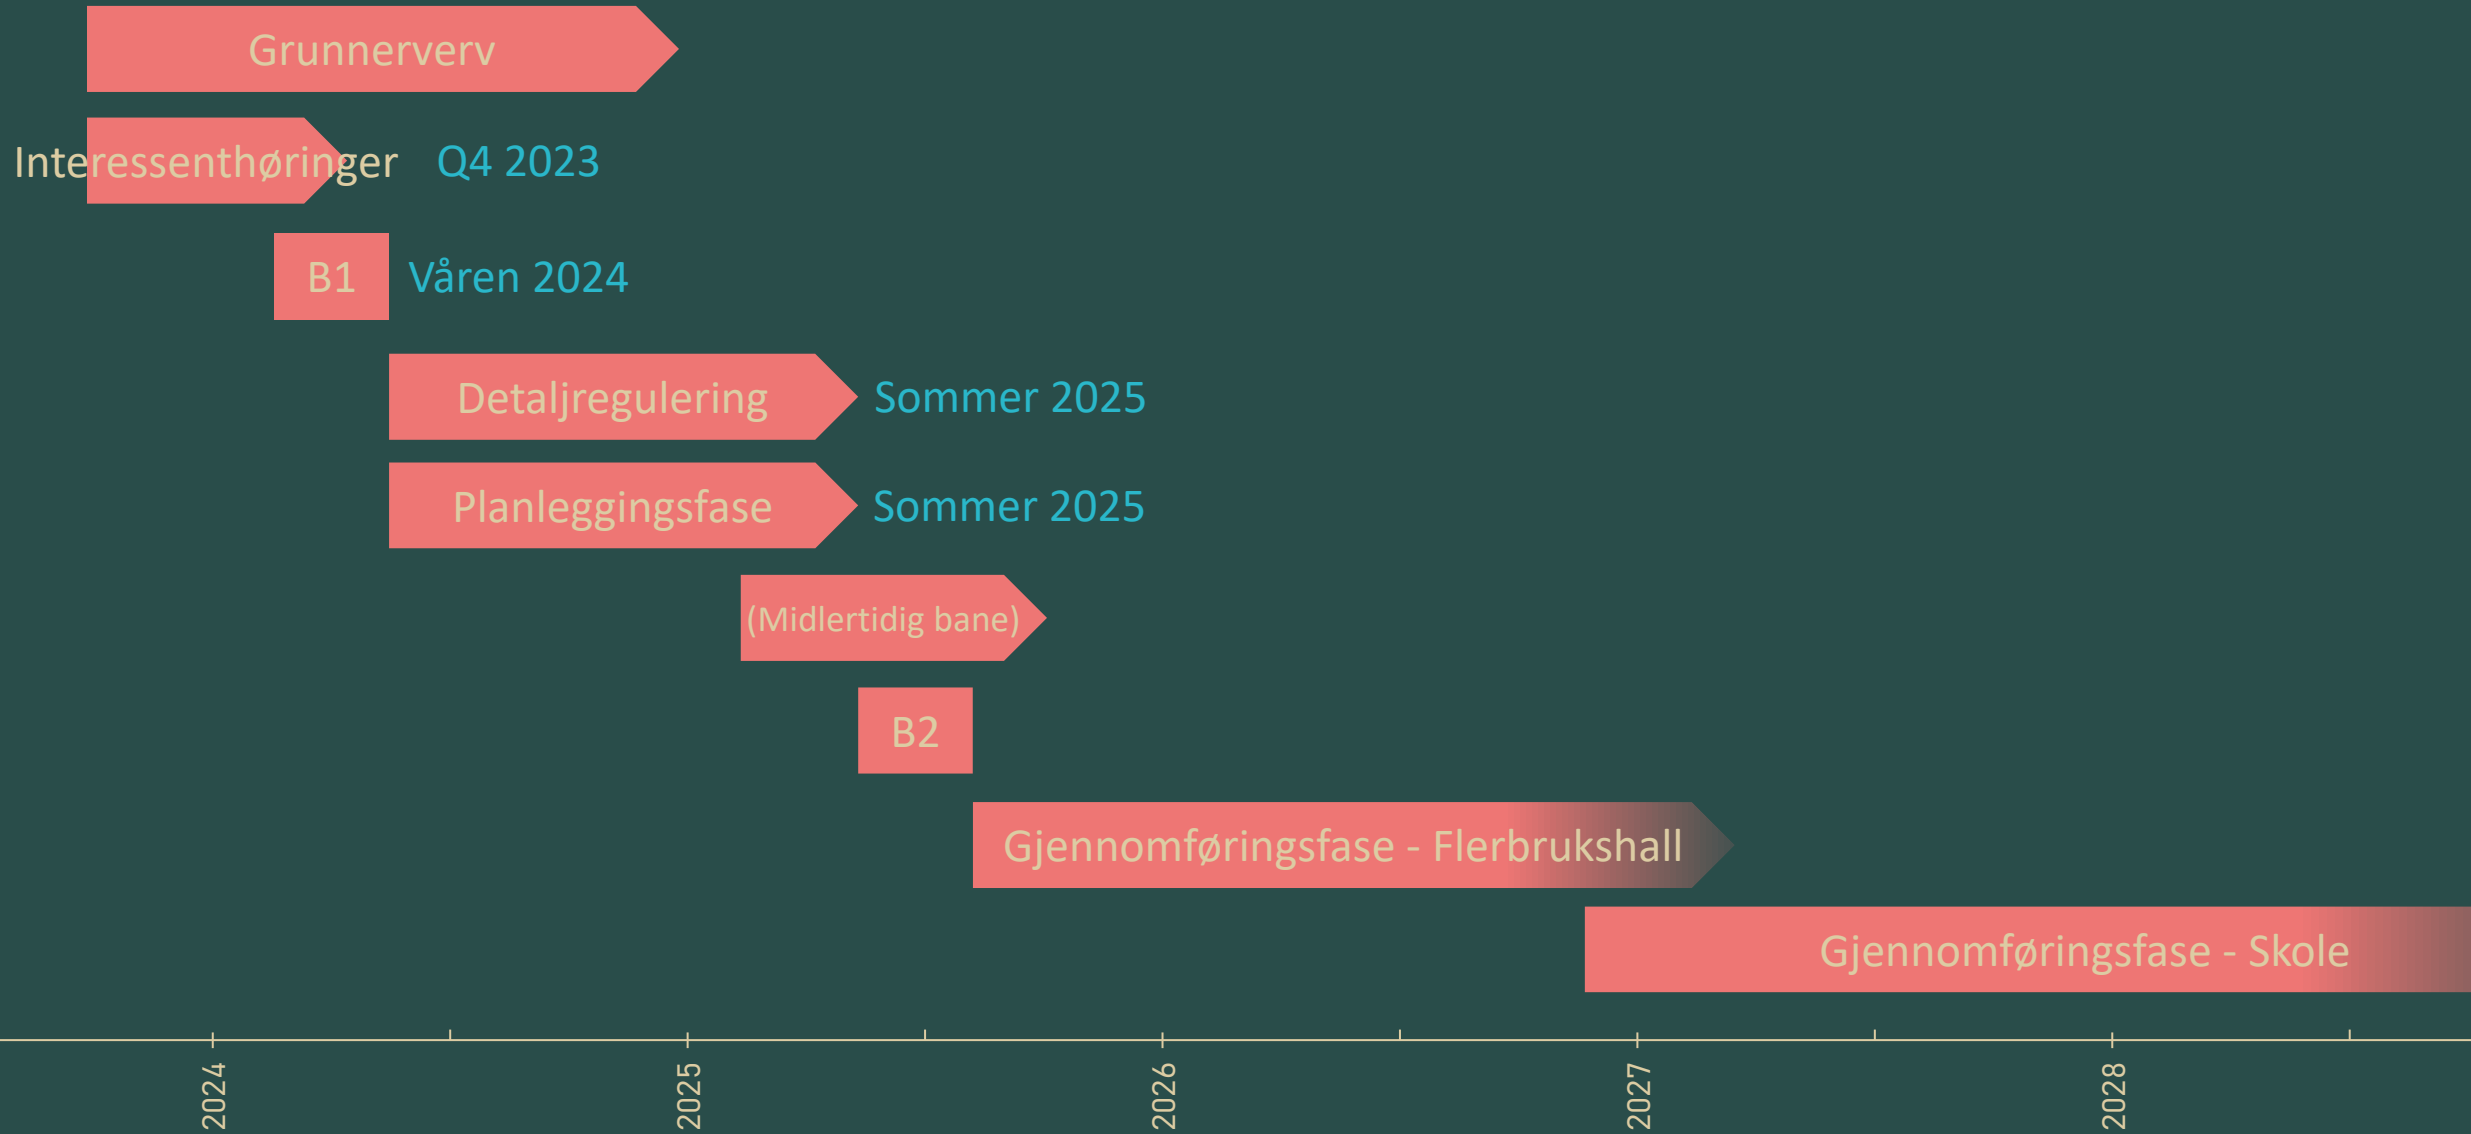 Grunnerverv
Interessenthøringer Q4 2023
B1 Våren 2024
Detaljregulering Sommer 2025
Planleggingsfase Sommer 2025
(Midlertidig bane)
B2
Gjennomføringsfase - Flerbrukshall
Gjennomføringsfase - Skole
2024 2025 2026 2027 2028